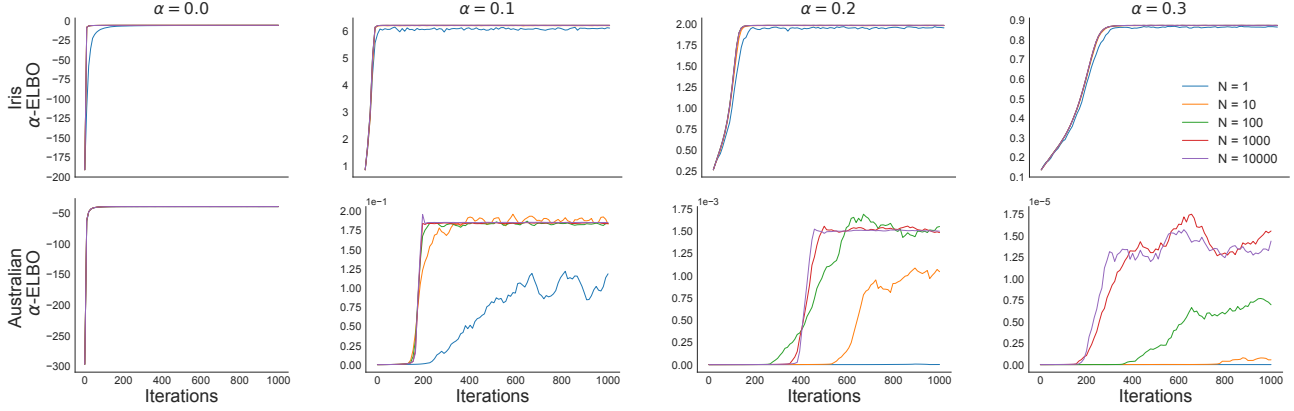 α = 0.0
α = 0.1
α = 0.2
α = 0.3
Iris
α-ELBO
0
−25
−50
−75
−100
−125
−150
−175
−200
6
5
4
3
2
1
2.00
1.75
1.50
1.25
1.00
0.75
0.50
0.25
0.9
0.8
0.7
0.6
0.5
0.4
0.3
0.2
0.1
N = 1
N = 10
N = 100
N = 1000
N = 10000
Australian
α-ELBO
−50
−100
−150
−200
−250
−300
0 200 400 600 800 1000
Iterations
1e−1
2.00
1.75
1.50
1.25
1.00
0.75
0.50
0.25
0.00
0 200 400 600 800 1000
Iterations
1e−3
1.75
1.50
1.25
1.00
0.75
0.50
0.25
0.00
0 200 400 600 800 1000
Iterations
1e−5
1.75
1.50
1.25
1.00
0.75
0.50
0.25
0.00
0 200 400 600 800 1000
Iterations